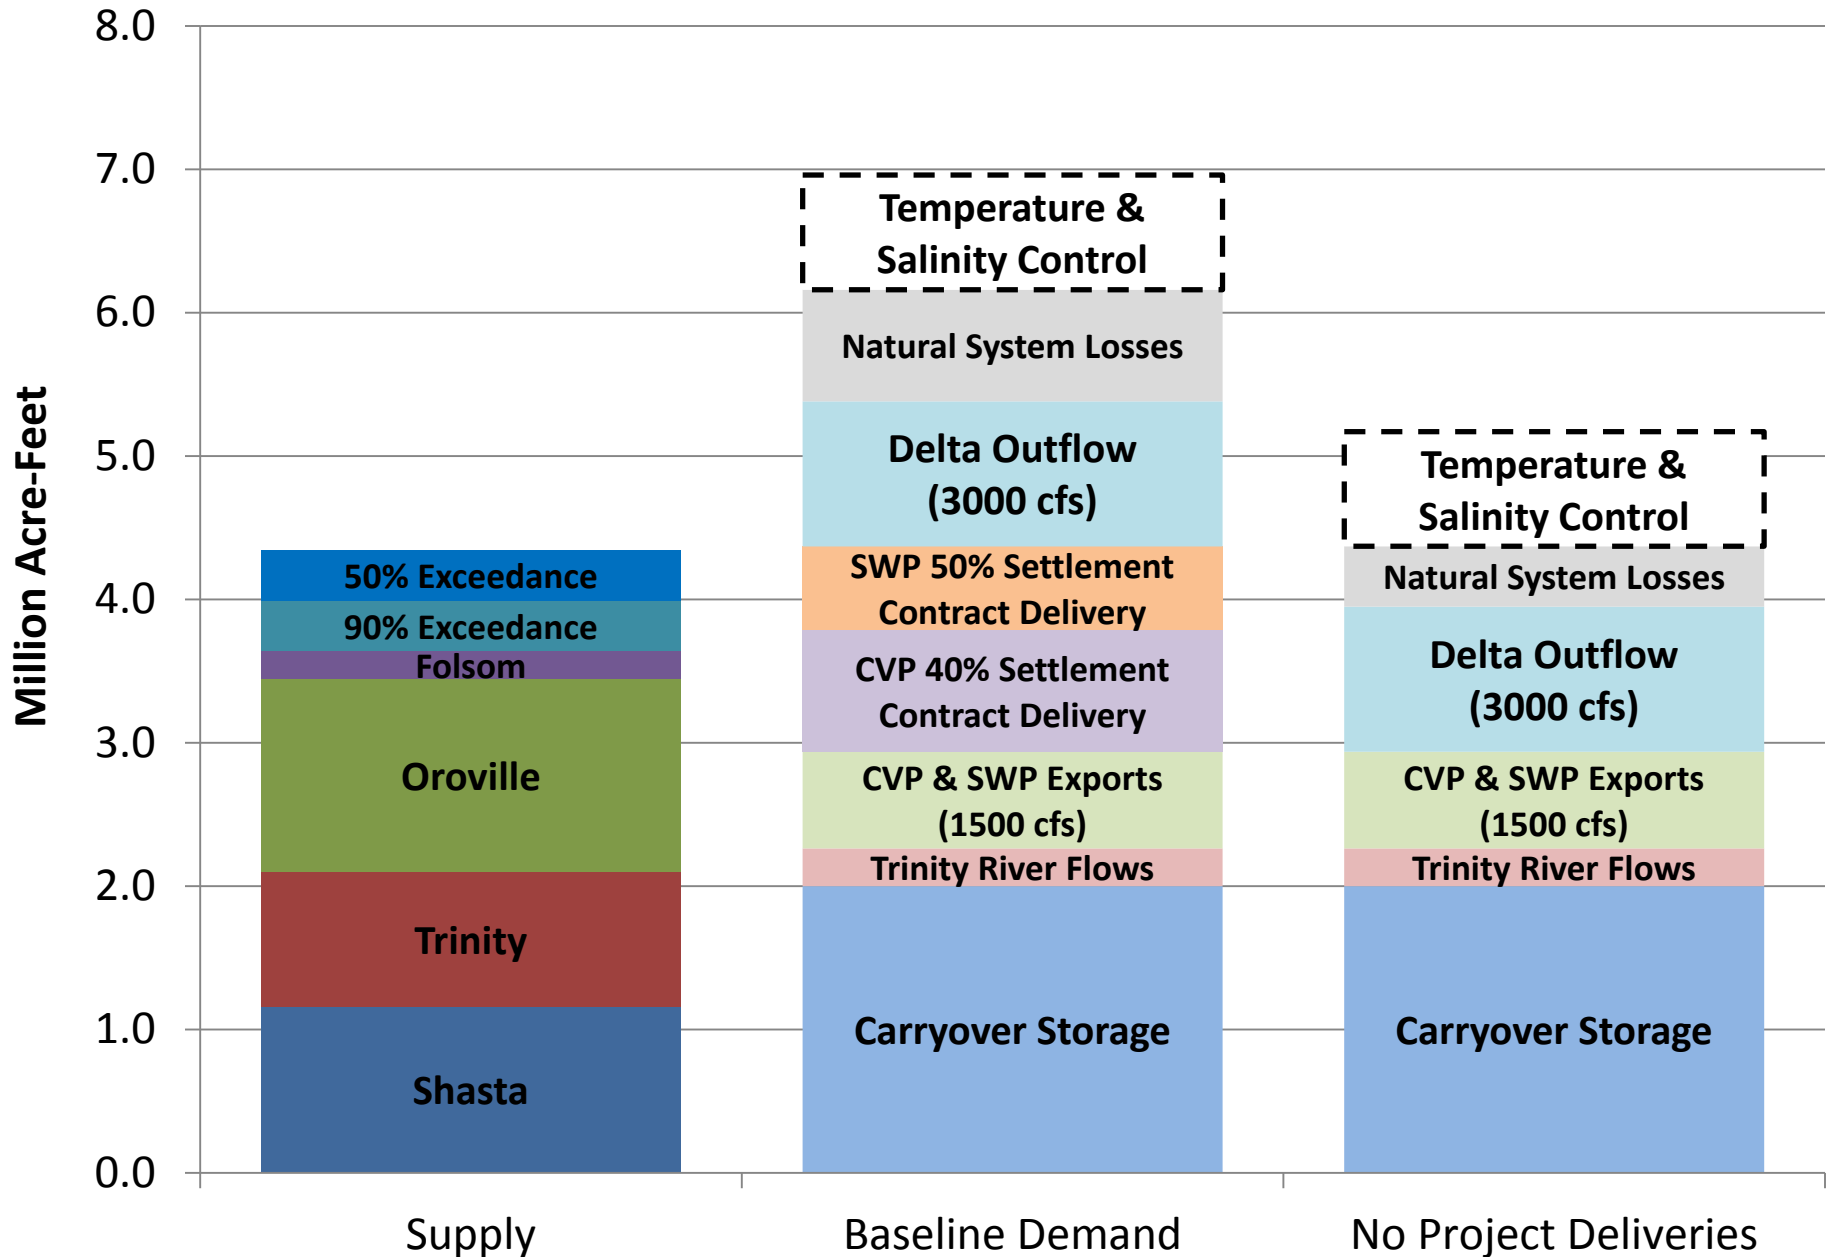 8.0
7.0
6.0
5.0
4.0
3.0
2.0
1.0
0.0
Million Acre-Feet
50% Exceedance
90% Exceedance
Folsom
Oroville
Trinity
Shasta
Temperature &
Salinity Control
Natural System Losses
Delta Outflow
(3000 cfs)
SWP 50% Settlement
Contract Delivery
CVP 40% Settlement
Contract Delivery
CVP & SWP Exports
(1500 cfs)
Trinity River Flows
Carryover Storage
Temperature &
Salinity Control
Natural System Losses
Delta Outflow
(3000 cfs)
CVP & SWP Exports
(1500 cfs)
Trinity River Flows
Carryover Storage
Supply
Baseline Demand
No Project Deliveries